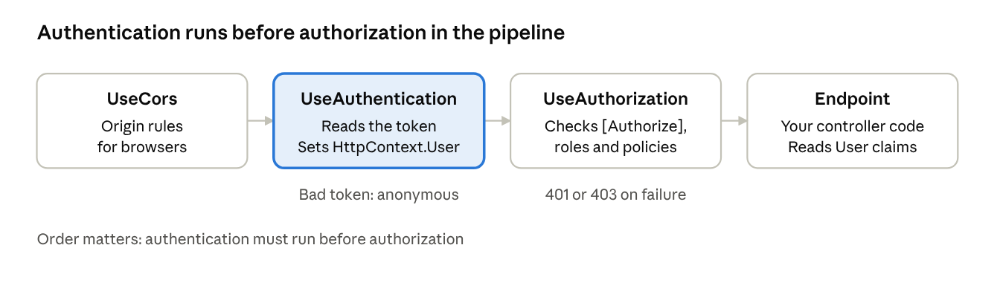 Authentication runs before authorization in the pipeline
UseCors
Origin rules
for browsers
UseAuthentication
Reads the token
Sets HttpContext.User
UseAuthorization
Checks [Authorize],
roles and policies
Endpoint
Your controller code
Reads User claims
Bad token: anonymous
401 or 403 on failure
Order matters: authentication must run before authorization